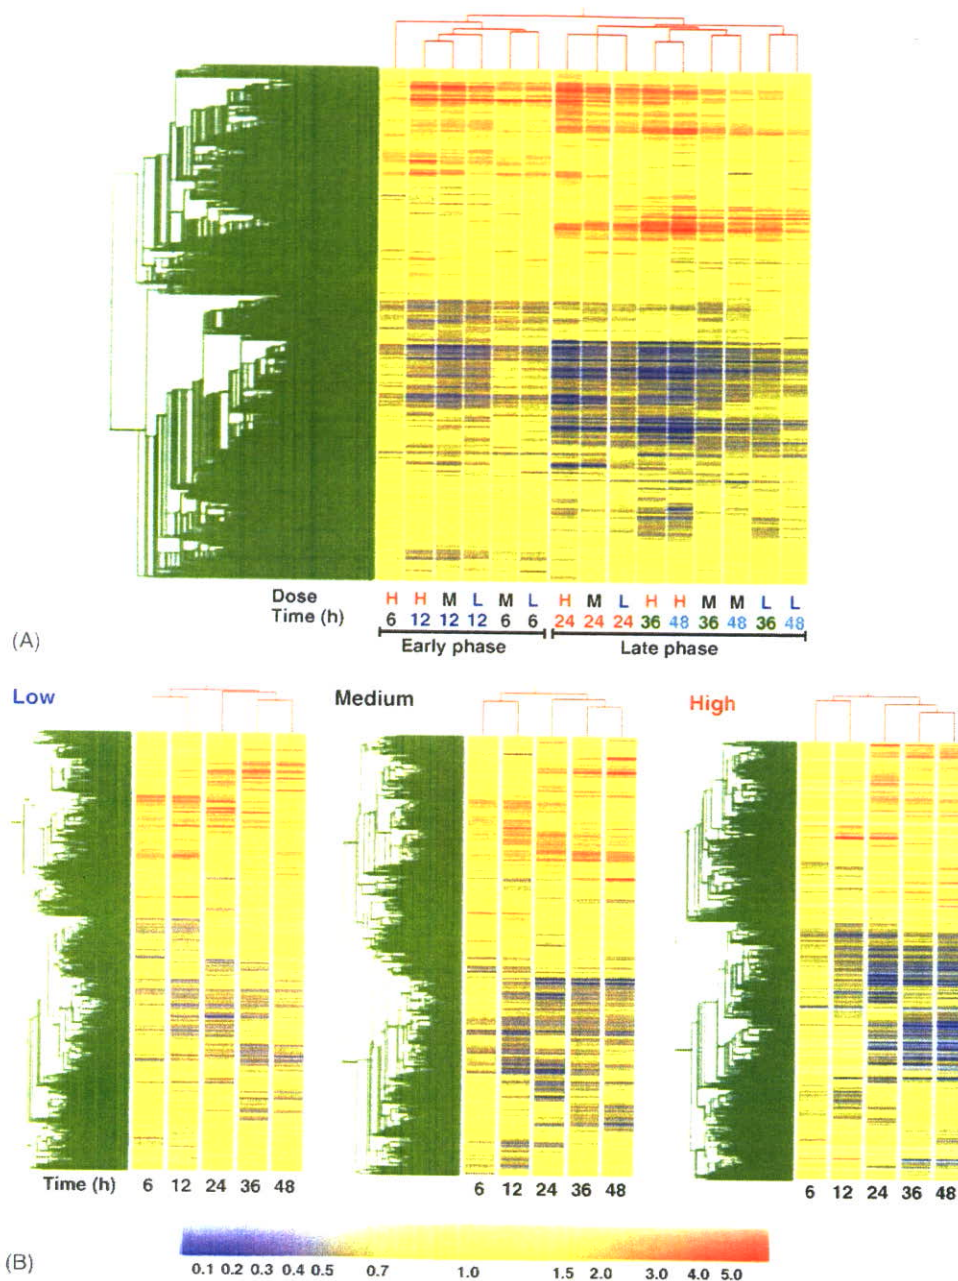 Dose H H M L M L H M L H H M M L L
Time (h) 6 12 12 12 6 6 24 24 24 36 48 36 48 36 48
Early phase Late phase
(A)
Low Medium High
Time (h) 6 12 24 36 48 6 12 24 36 48 6 12 24 36 48
(B) 0.1 0.2 0.3 0.4 0.5 0.7 1.0 1.5 2.0 3.0 4.0 5.0